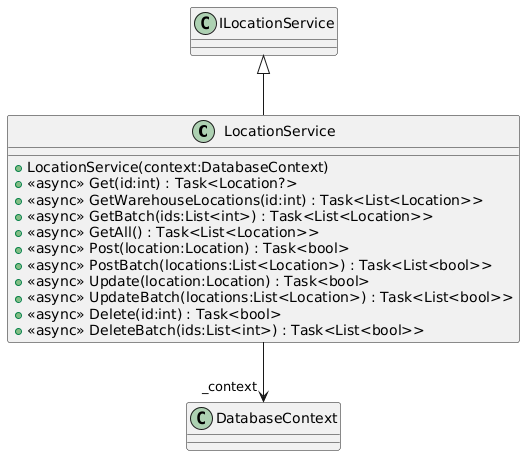 C ILocationService
C LocationService
LocationService(context:DatabaseContext)
«async» Get(id:int) : Task<Location?>
«async» GetWarehouseLocations(id:int) : Task<List<Location>>
«async» GetBatch(ids:List<int>) : Task<List<Location>>
«async» GetAll() : Task<List<Location>>
«async» Post(location:Location) : Task<bool>
«async» PostBatch(locations:List<Location>) : Task<List<bool>>
«async» Update(location:Location) : Task<bool>
«async» UpdateBatch(locations:List<Location>) : Task<List<bool>>
«async» Delete(id:int) : Task<bool>
«async» DeleteBatch(ids:List<int>) : Task<List<bool>>
_context
C DatabaseContext